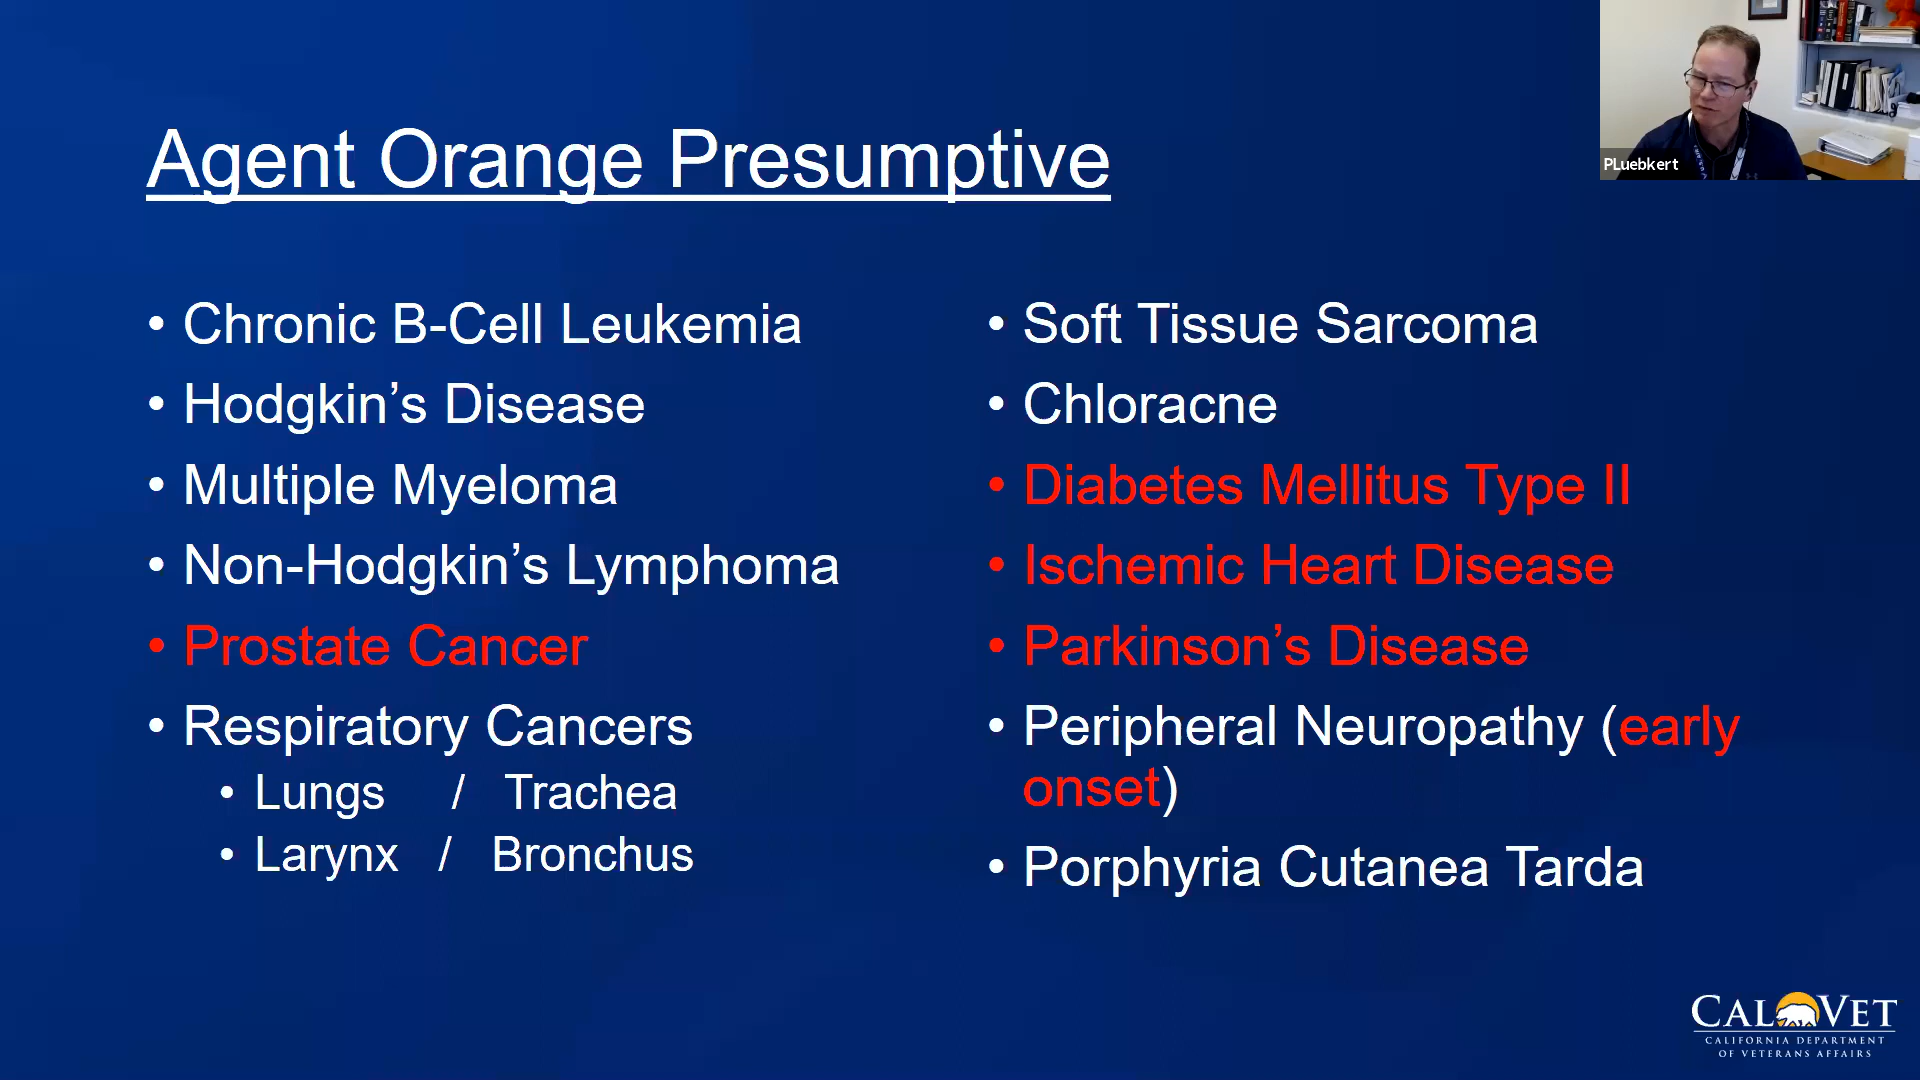 Agent Orange Presumptive
• Chronic B-Cell Leukemia
• Hodgkin’s Disease
• Multiple Myeloma
• Non-Hodgkin’s Lymphoma
• Prostate Cancer
• Respiratory Cancers
• Lungs / Trachea
• Larynx / Bronchus
• Soft Tissue Sarcoma
• Chloracne
• Diabetes Mellitus Type II
• Ischemic Heart Disease
• Parkinson’s Disease
• Peripheral Neuropathy (early
onset)
• Porphyria Cutanea Tarda
PLuebkert
CALVET
CALIFORNIA DEPARTMENT
OF VETERANS AFFAIRS